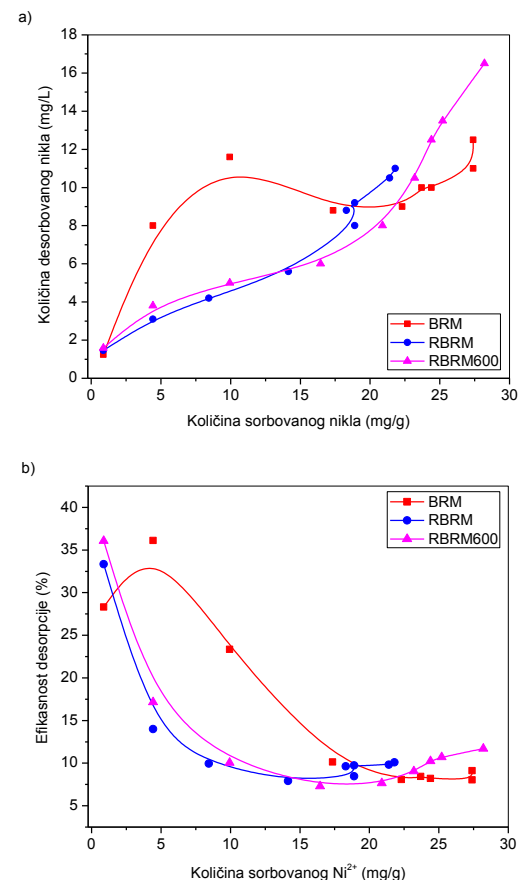 a)
18
16
14
12
10
8
6
4
2
0
Količina desorbovanog nikla (mg/L)
BRM
RBRM
RBRM600
0 5 10 15 20 25 30
Količina sorbovanog nikla (mg/g)
b)
40
35
30
25
20
15
10
5
Efikasnost desorpcije (%)
BRM
RBRM
RBRM600
0 5 10 15 20 25 30
Količina sorbovanog Ni²⁺ (mg/g)